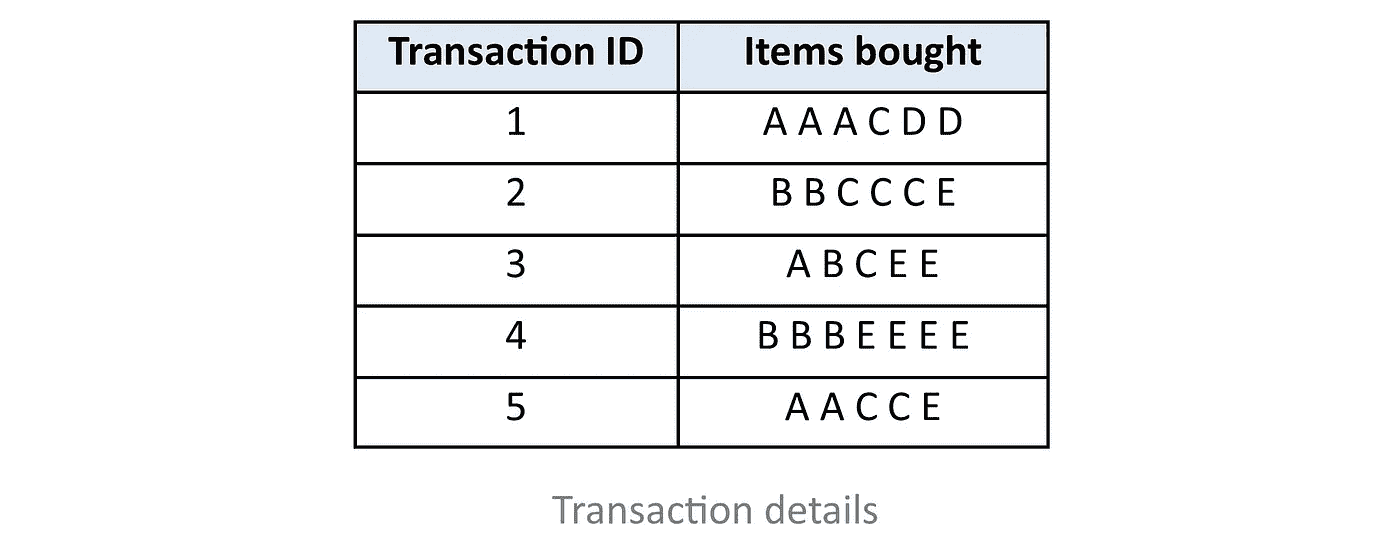 Transaction ID Items bought
1 A A A C D D
2 B B C C C E
3 A B C E E
4 B B B E E E E
5 A A C C E
Transaction details